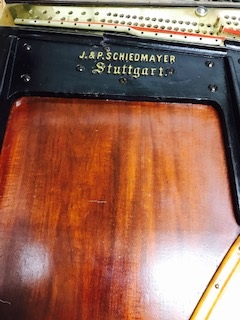 J. & P. SCHIEDMAYER
Stuttgart.